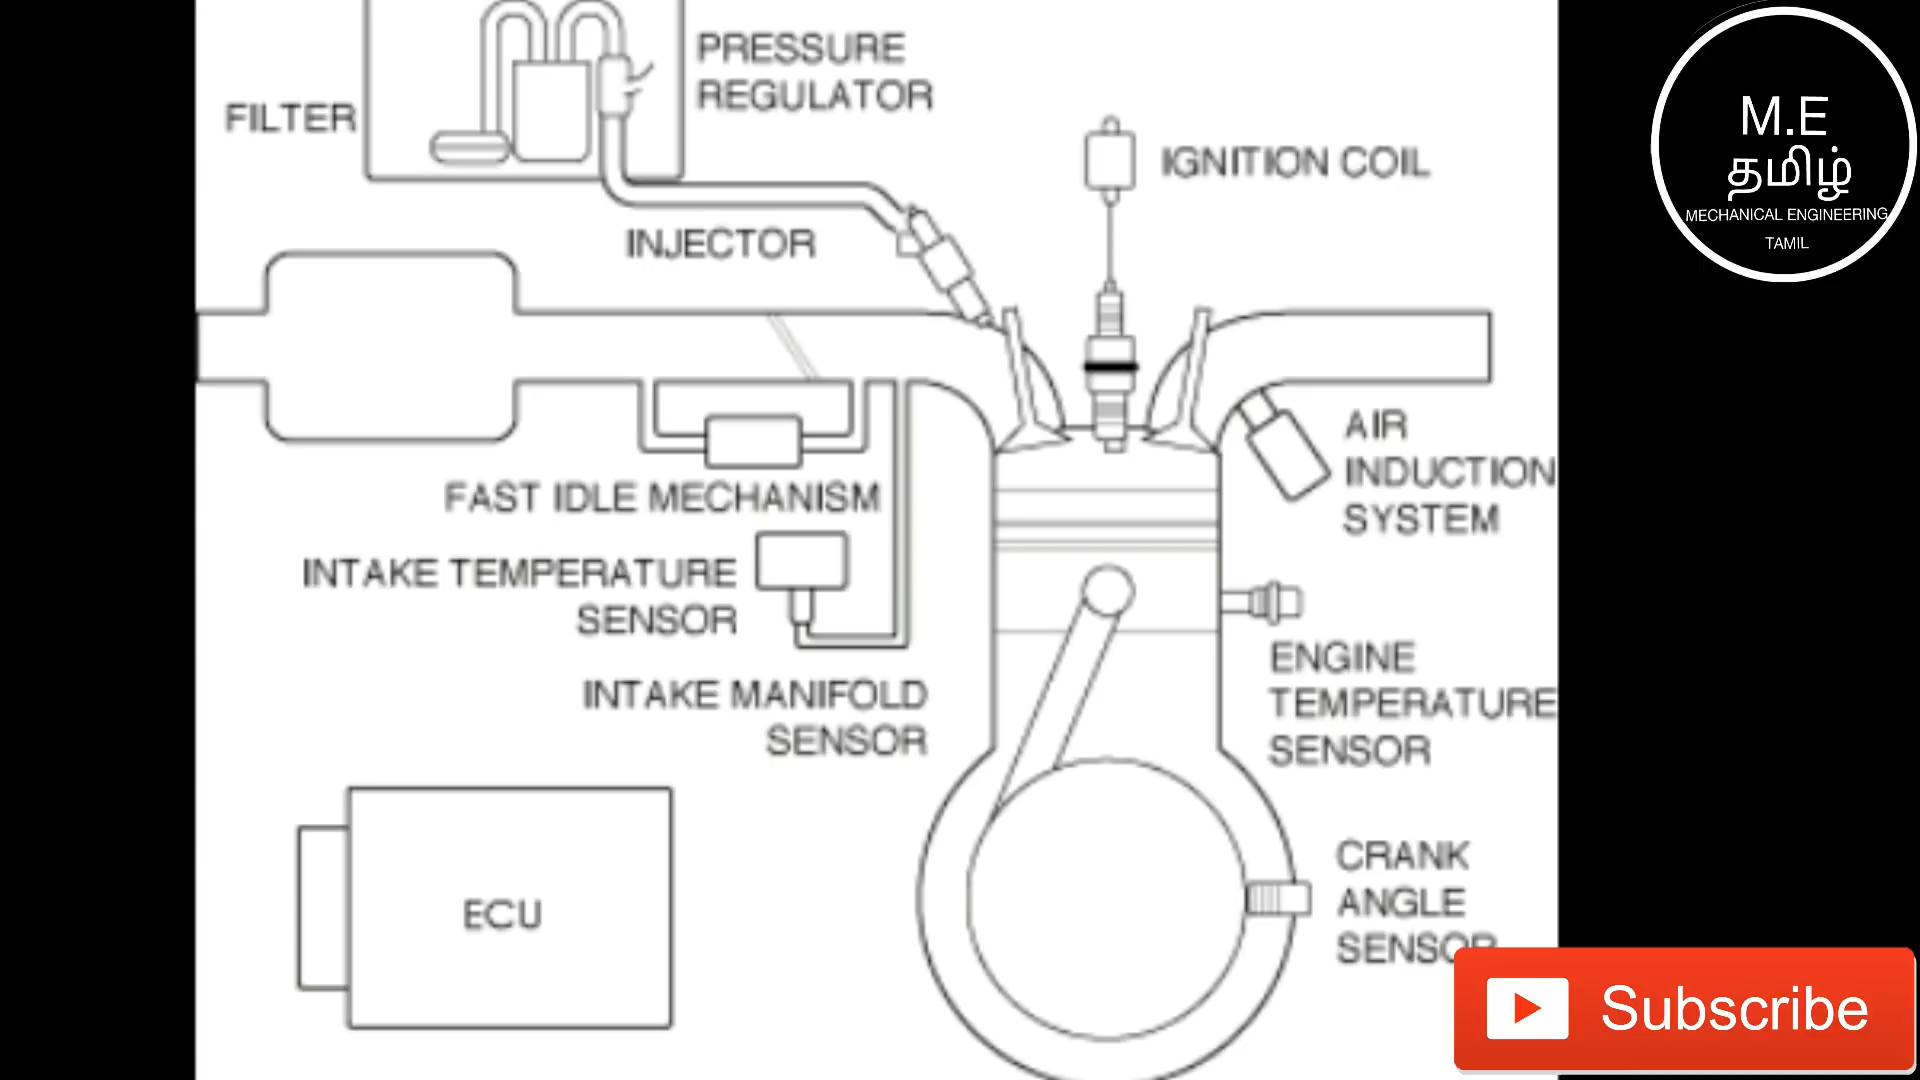 PRESSURE
REGULATOR
FILTER
IGNITION COIL
INJECTOR
AIR
INDUCTION
SYSTEM
FAST IDLE MECHANISM
INTAKE TEMPERATURE
SENSOR
INTAKE MANIFOLD
SENSOR
ENGINE
TEMPERATURE
SENSOR
ECU
CRANK
ANGLE
SENSOR
M.E
தமிழ்
MECHANICAL ENGINEERING
TAMIL
Subscribe